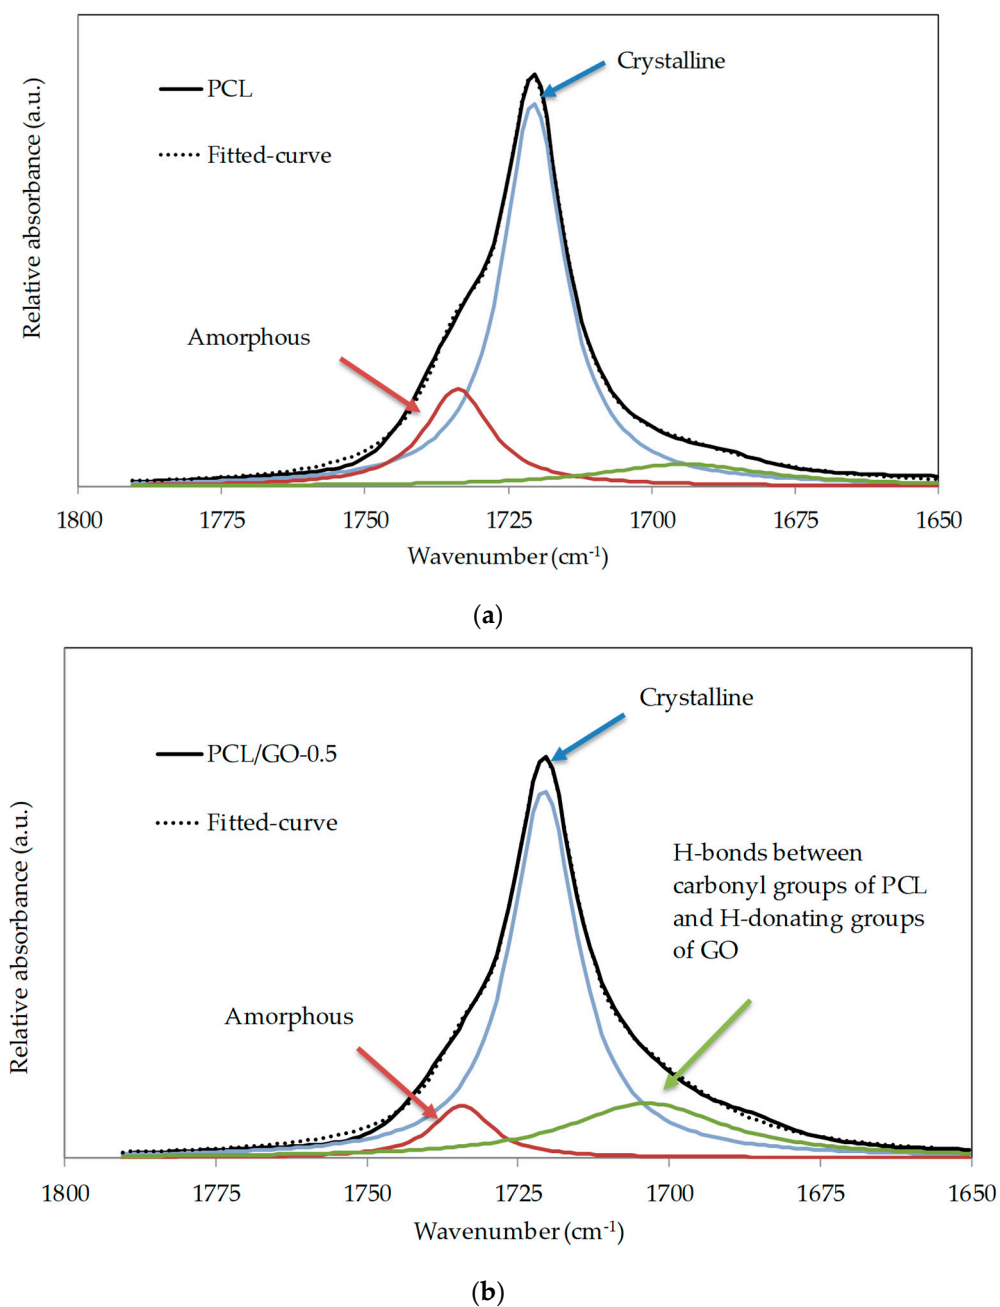 Relative absorbance (a.u.)
PCL
Fitted-curve
Crystalline
Amorphous
1800 1775 1750 1725 1700 1675 1650
Wavenumber (cm-1)
(a)
Relative absorbance (a.u.)
PCL/GO-0.5
Fitted-curve
Crystalline
H-bonds between
carbonyl groups of PCL
and H-donating groups
of GO
Amorphous
1800 1775 1750 1725 1700 1675 1650
Wavenumber (cm-1)
(b)